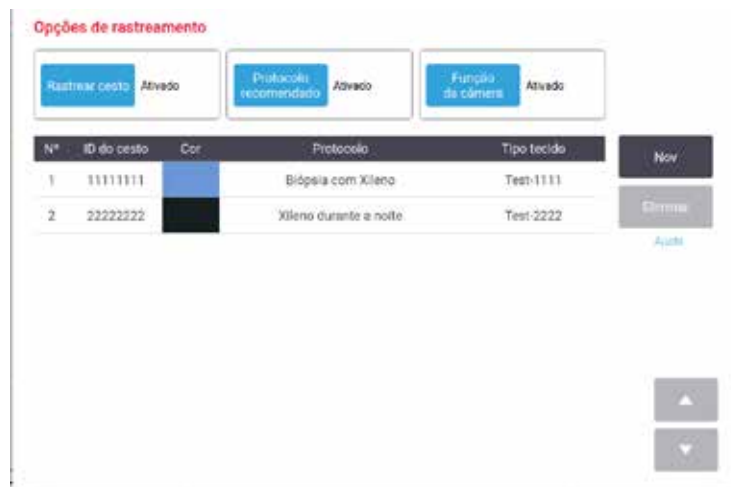 Opções de rastreamento
Rastrear cesto Ativado
Protocolo
recomendado Ativado
Função
da câmera Ativado
Nº ID do cesto Cor Protocolo Tipo tecido
1 11111111 Biópsia com Xileno Test-1111
2 22222222 Xileno durante a noite Test-2222
Nov
Eliminar
Ajuda